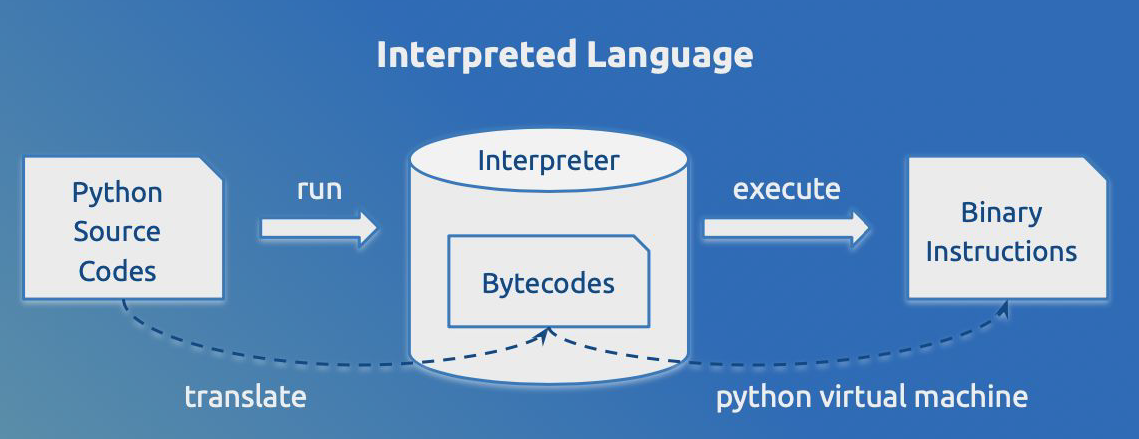 Interpreted Language
Python
Source
Codes
run
Interpreter
Bytecodes
execute
Binary
Instructions
translate
python virtual machine